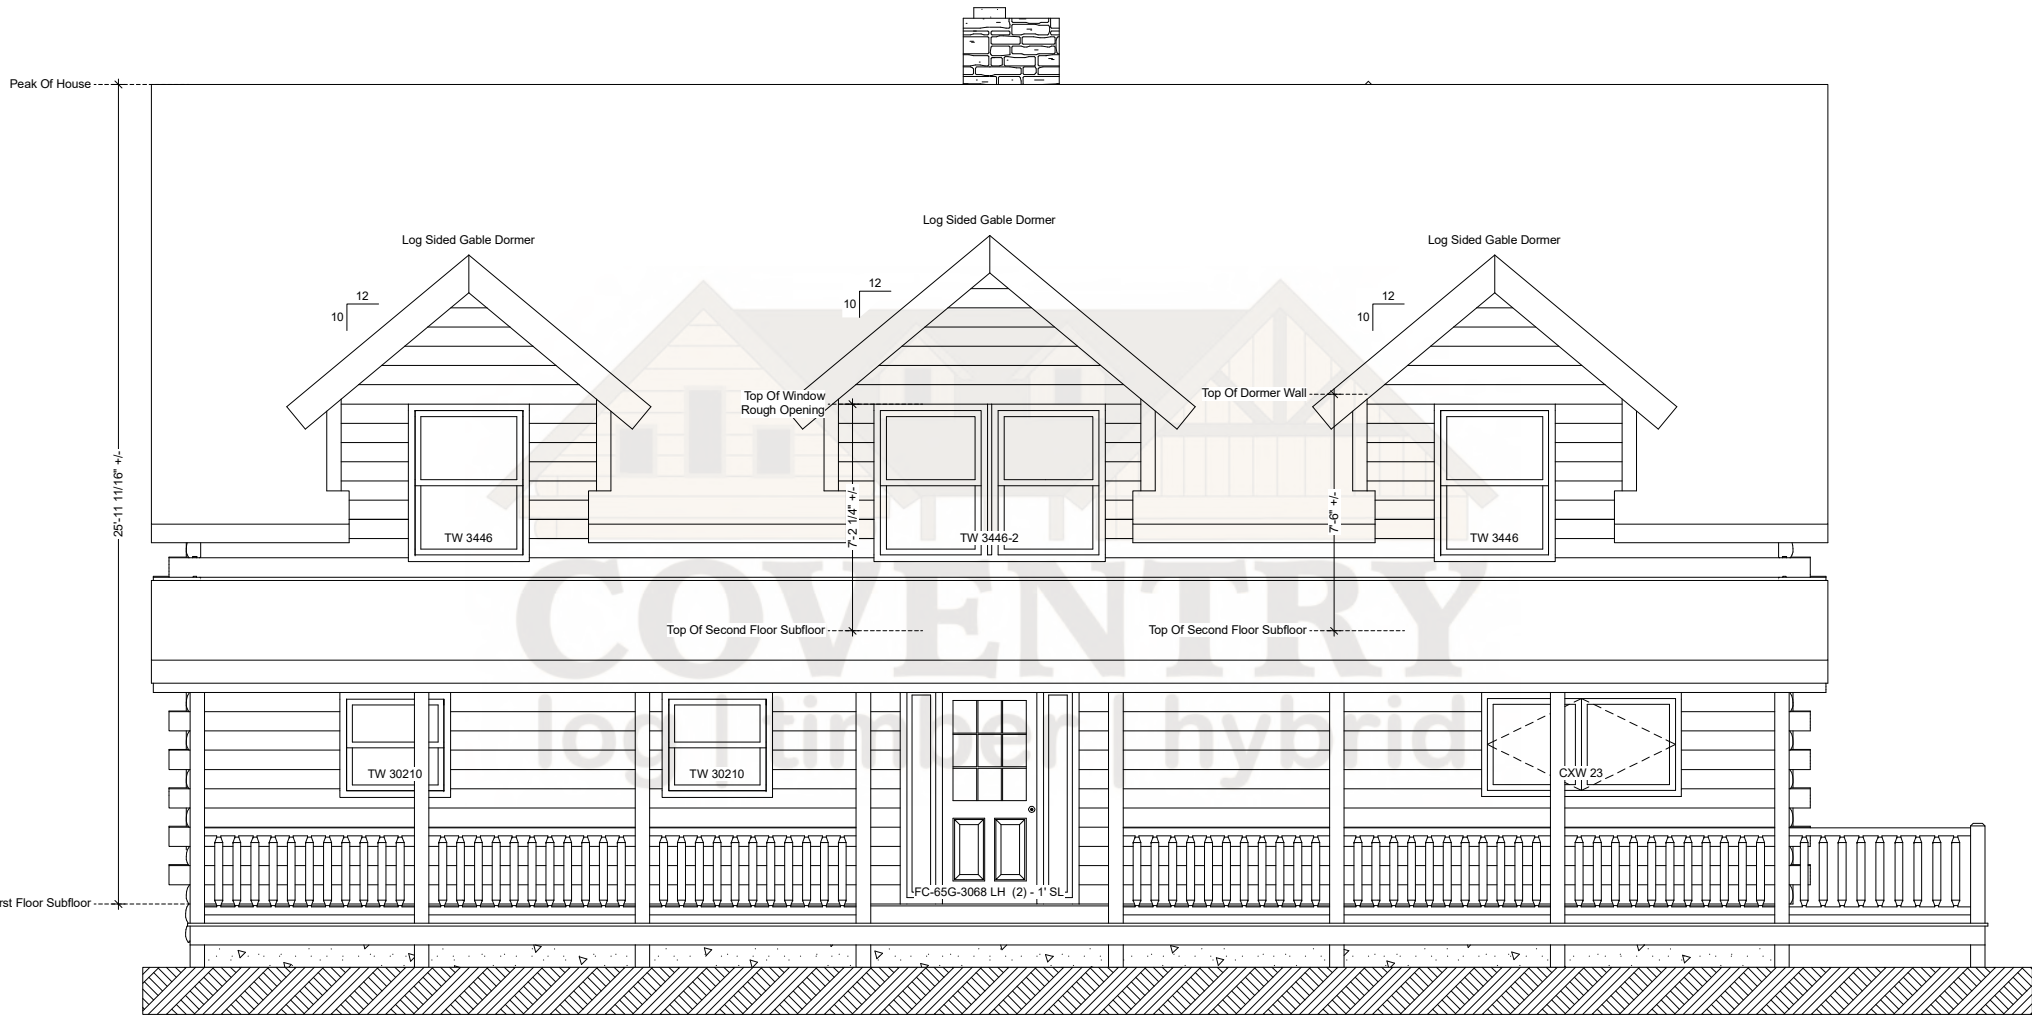 Peak Of House
Log Sided Gable Dormer
Log Sided Gable Dormer
Log Sided Gable Dormer
12
10
12
10
12
10
Top Of Window
Rough Opening
Top Of Dormer Wall
25'-11 11/16" +/-
7'-2 1/4" +/-
7'-6" +/-
TW 3446
TW 3446-2
TW 3446
COVENTRY
Top Of Second Floor Subfloor
Top Of Second Floor Subfloor
log | timber | hybrid
TW 30210
TW 30210
CXW 23
FC-65G-3068 LH (2) - 1' SL
rst Floor Subfloor